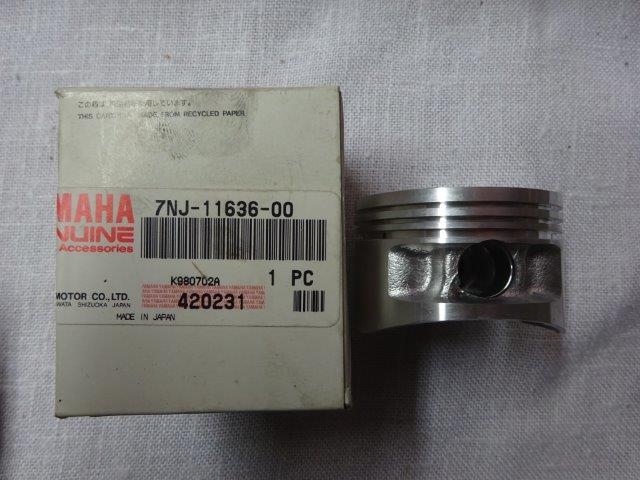 THIS CARTON IS MADE FROM RECYCLED PAPER
MAHA
7NJ-11636-00
NUINE
Accessories
K980702A
1 PC
MOTOR CO., LTD.
420231
WATA SHIZUOKA JAPAN
MADE IN JAPAN